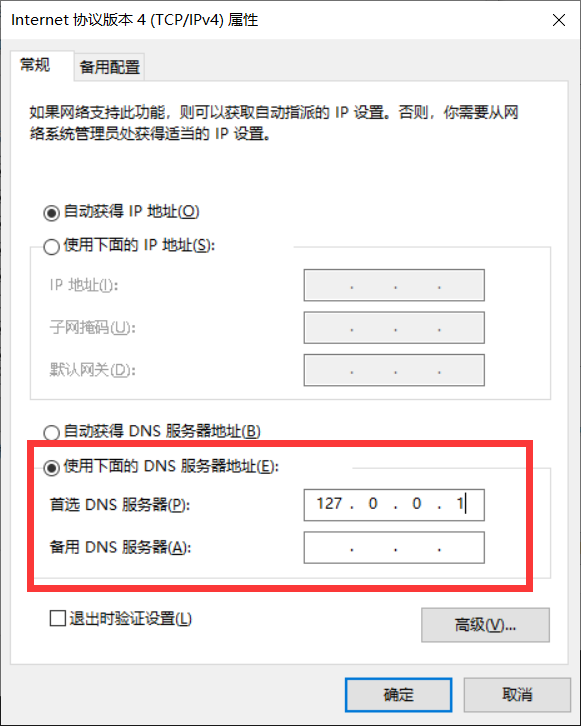 Internet 协议版本 4 (TCP/IPv4) 属性
常规
备用配置
如果网络支持此功能，则可以获取自动指派的 IP 设置。否则，你需要从网
络系统管理员处获得适当的 IP 设置。
自动获得 IP 地址(O)
使用下面的 IP 地址(S):
IP 地址(I):
子网掩码(U):
默认网关(D):
自动获得 DNS 服务器地址(B)
使用下面的 DNS 服务器地址(E):
首选 DNS 服务器(P):
127 . 0 . 0 . 1
备用 DNS 服务器(A):
退出时验证设置(L)
高级(V)...
确定
取消